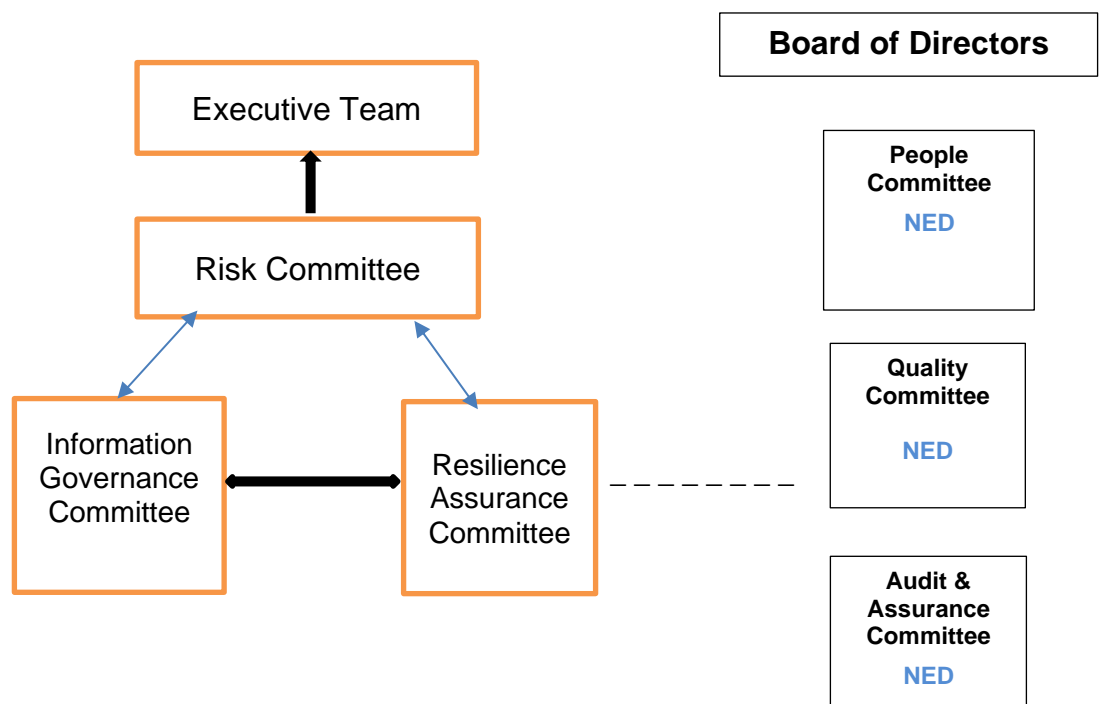 Board of Directors
Executive Team
Risk Committee
Information
Governance
Committee
Resilience
Assurance
Committee
People
Committee
NED
Quality
Committee
NED
Audit &
Assurance
Committee
NED